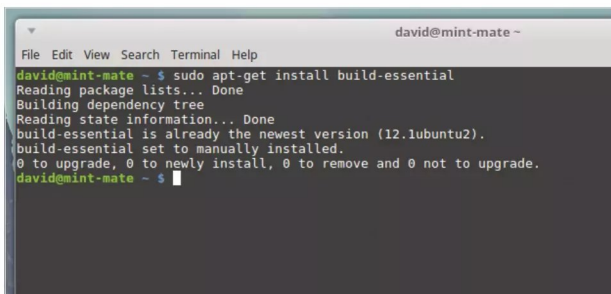 david@mint-mate ~
File Edit View Search Terminal Help
david@mint-mate ~ $ sudo apt-get install build-essential
Reading package lists... Done
Building dependency tree
Reading state information... Done
build-essential is already the newest version (12.1ubuntu2).
build-essential set to manually installed.
0 to upgrade, 0 to newly install, 0 to remove and 0 not to upgrade.
david@mint-mate ~ $